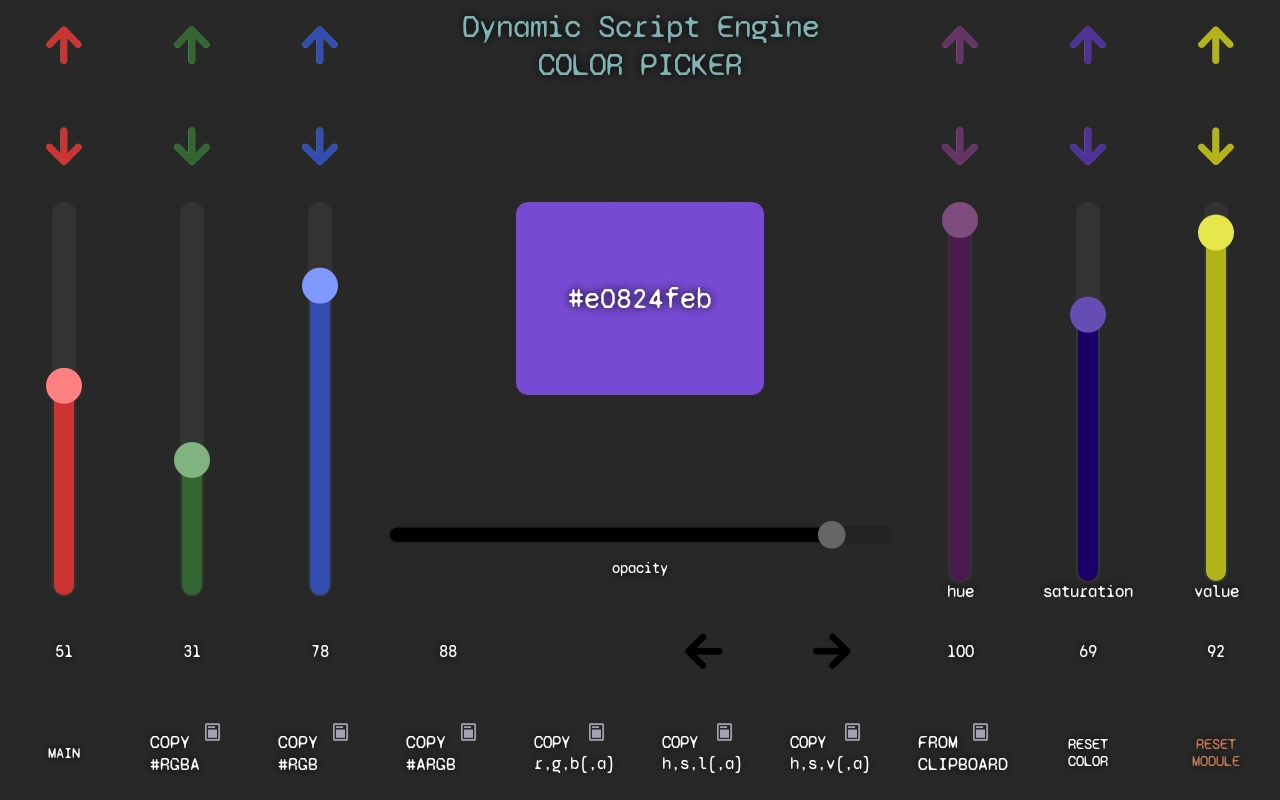 Dynamic Script Engine
COLOR PICKER
#e0824feb
opacity
hue saturation value
51 31 78 88 100 69 92
MAIN
COPY
#RGBA
COPY
#RGB
COPY
#ARGB
COPY
r,g,b(,a)
COPY
h,s,l(,a)
COPY
h,s,v(,a)
FROM
CLIPBOARD
RESET
COLOR
RESET
MODULE